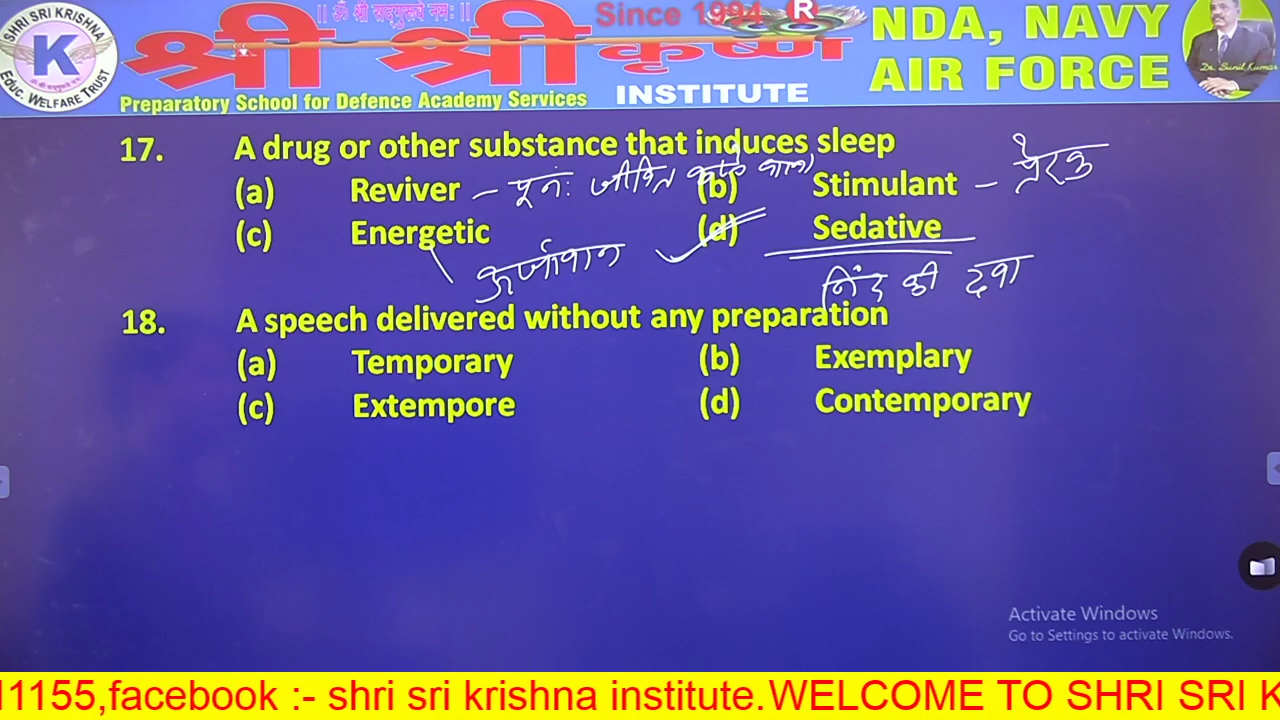 || ॐ श्री सद्गुरूवे नमः ||
Since 1994
R
NDA, NAVY
AIR FORCE
SHRI SRI KRISHNA
K
Educ. WELFARE TRUST
श्री श्री कृष्ण
Preparatory School for Defence Academy Services
INSTITUTE
Dr. Sunil Kumar
17. A drug or other substance that induces sleep
(a) Reviver – पूनः जीवित करने वाला (b) Stimulant – प्रेरक
(c) Energetic (d) Sedative
ऊर्जावान
निंद की दवा
18. A speech delivered without any preparation
(a) Temporary (b) Exemplary
(c) Extempore (d) Contemporary
Activate Windows
Go to Settings to activate Windows.
11155,facebook :- shri sri krishna institute.WELCOME TO SHRI SRI K